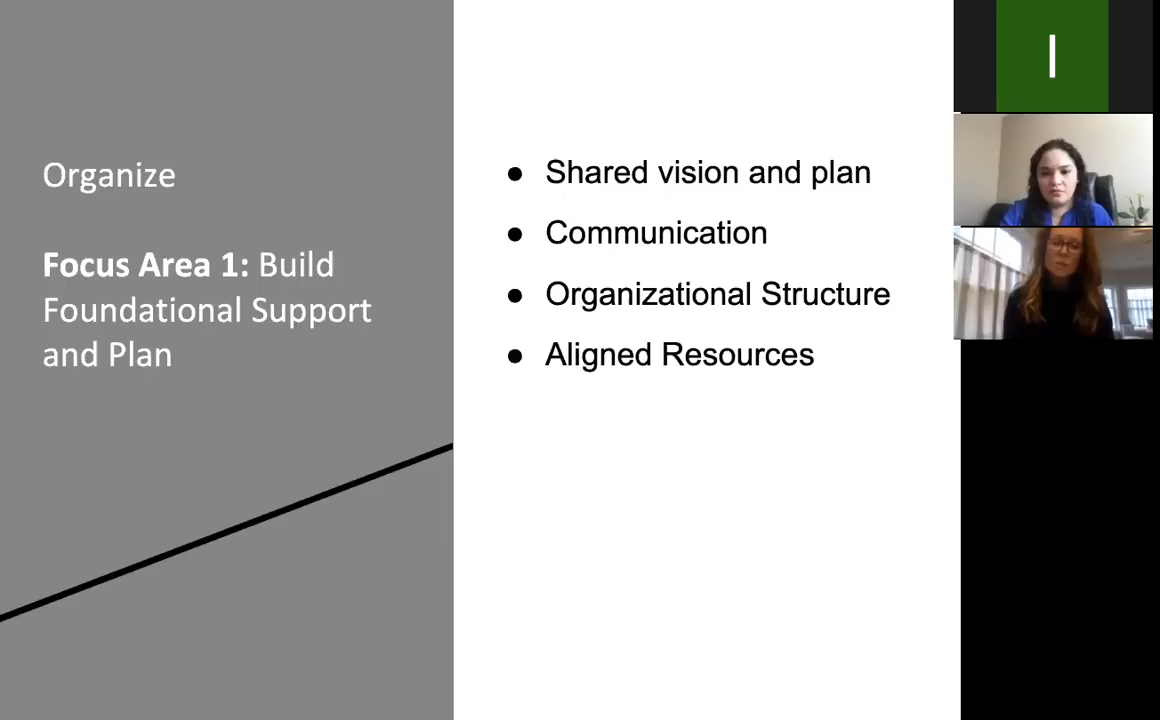 Organize
Focus Area 1: Build
Foundational Support
and Plan
● Shared vision and plan
● Communication
● Organizational Structure
● Aligned Resources
I